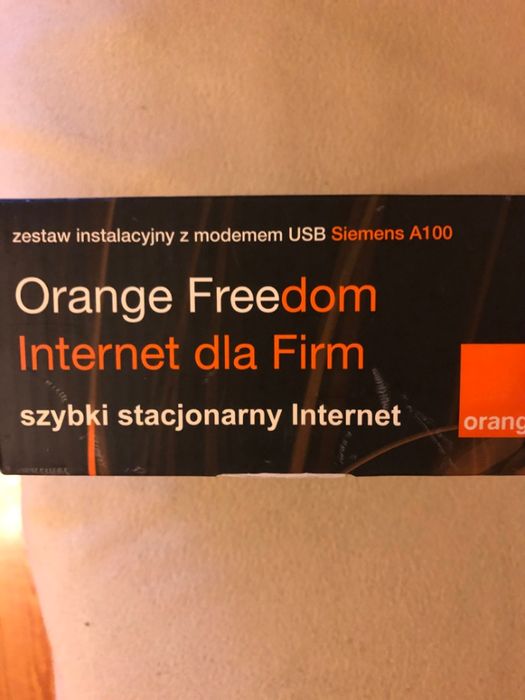 zestaw instalacyjny z modemem USB Siemens A100
Orange Freedom
Internet dla Firm
szybki stacjonarny Internet
orang